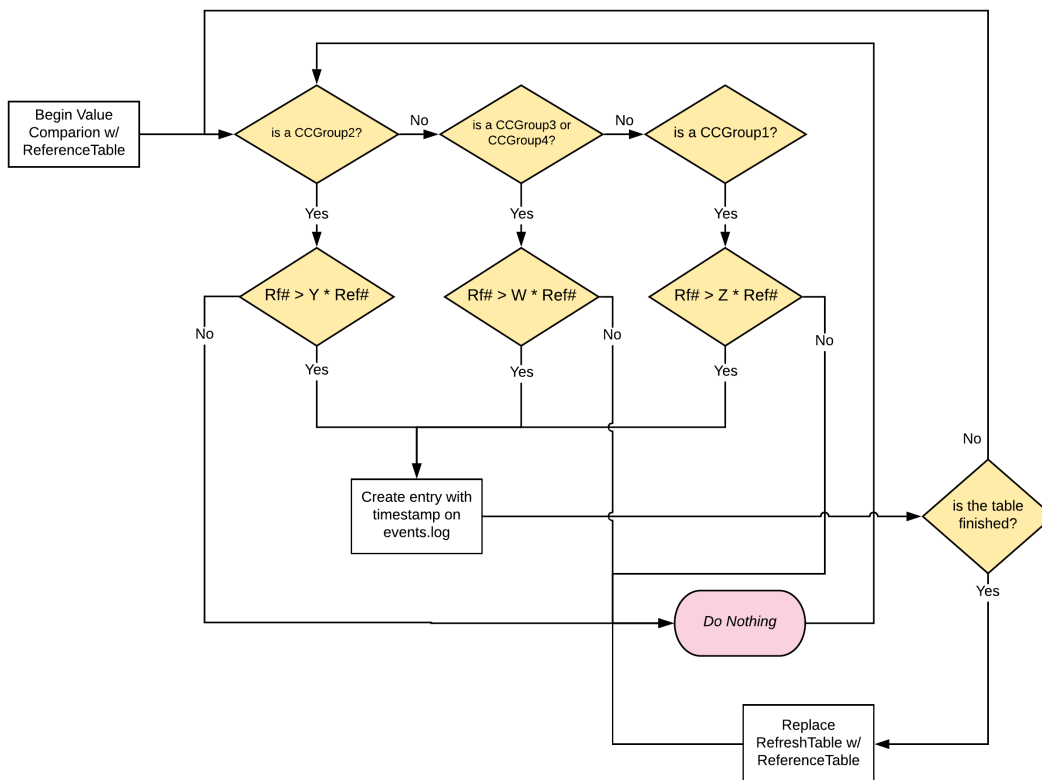 Begin Value
Comparion w/
ReferenceTable
is a CCGroup2?
No
is a CCGroup3 or
CCGroup4?
No
is a CCGroup1?
Yes
Yes
Yes
Rf# > Y * Ref#
Rf# > W * Ref#
Rf# > Z * Ref#
No
No
No
Yes
Yes
Yes
No
Create entry with
timestamp on
events.log
is the table
finished?
Yes
Do Nothing
Replace
RefreshTable w/
ReferenceTable